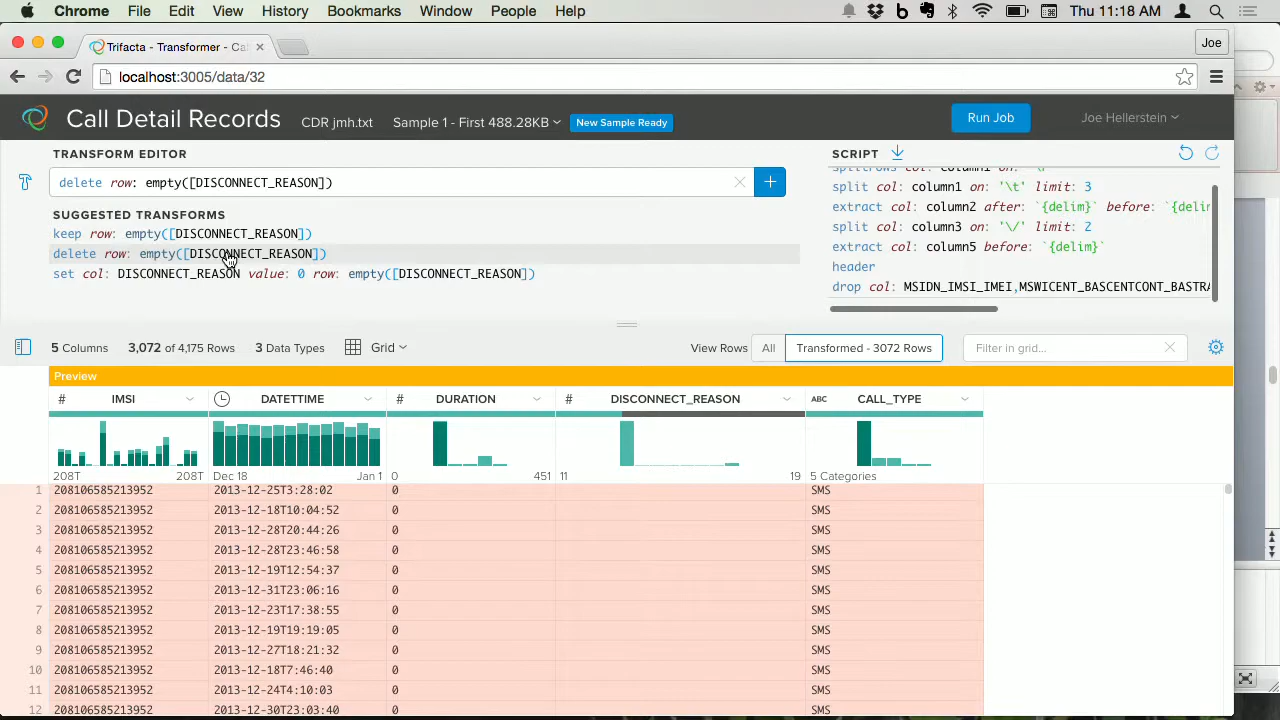 Chrome File Edit View History Bookmarks Window People Help Thu 11:18 AM
Trifacta - Transformer - Ca Joe
localhost:3005/data/32
Call Detail Records CDR jmh.txt Sample 1 - First 488.28KB New Sample Ready Run Job Joe Hellerstein
TRANSFORM EDITOR
delete row: empty([DISCONNECT_REASON])
SUGGESTED TRANSFORMS
keep row: empty([DISCONNECT_REASON])
delete row: empty([DISCONNECT_REASON])
set col: DISCONNECT_REASON value: 0 row: empty([DISCONNECT_REASON])
SCRIPT
split col: column1 on: '\t' limit: 3
extract col: column2 after: `{delim}` before: `{delim
split col: column3 on: '\/' limit: 2
extract col: column5 before: `{delim}`
header
drop col: MSIDN_IMSI_IMEI,MSWICENT_BASCENTCONT_BASTRA
5 Columns 3,072 of 4,175 Rows 3 Data Types Grid View Rows All Transformed - 3072 Rows Filter in grid...
Preview
# IMSI DATETTIME # DURATION # DISCONNECT_REASON ABC CALL_TYPE
208T 208T Dec 18 Jan 1 0 451 11 19 5 Categories
1 208106585213952 2013-12-25T3:28:02 0 SMS
2 208106585213952 2013-12-18T10:04:52 0 SMS
3 208106585213952 2013-12-28T20:44:26 0 SMS
4 208106585213952 2013-12-28T23:46:58 0 SMS
5 208106585213952 2013-12-19T12:54:37 0 SMS
6 208106585213952 2013-12-31T23:06:16 0 SMS
7 208106585213952 2013-12-23T17:38:55 0 SMS
8 208106585213952 2013-12-19T19:19:05 0 SMS
9 208106585213952 2013-12-27T18:21:32 0 SMS
10 208106585213952 2013-12-18T7:46:40 0 SMS
11 208106585213952 2013-12-24T4:10:03 0 SMS
12 208106585213952 2013-12-30T23:03:40 0 SMS